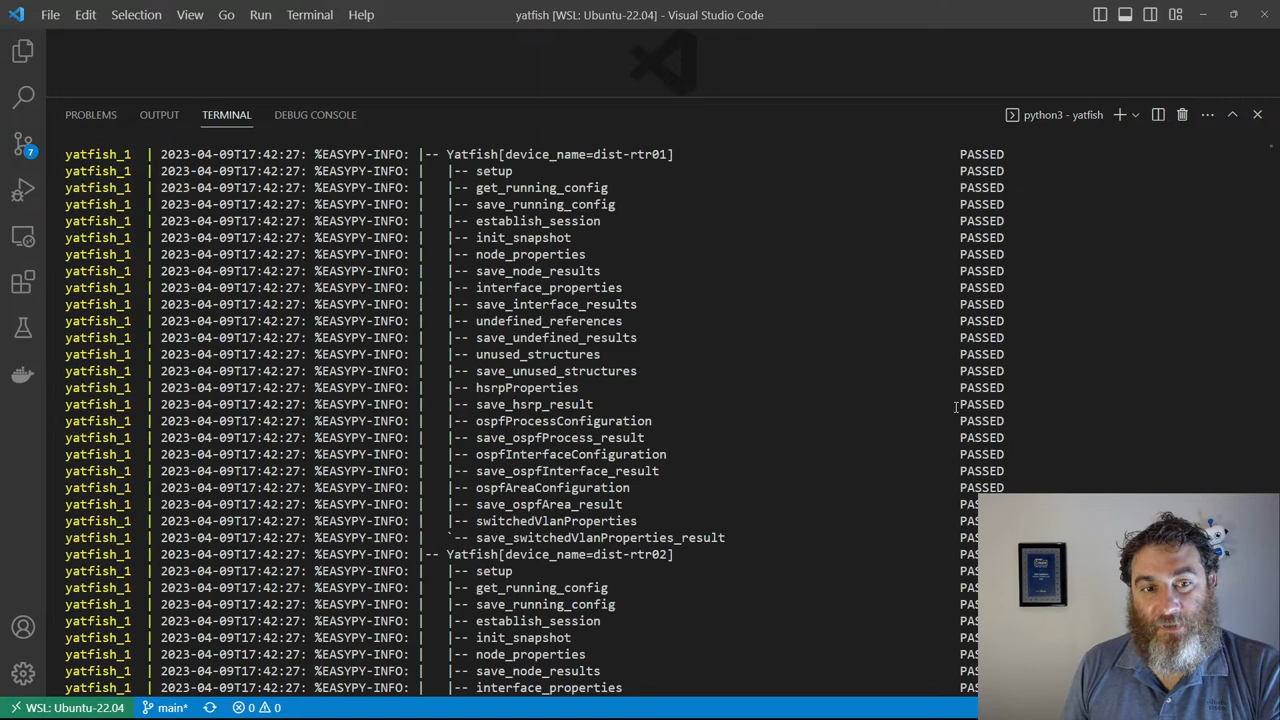 File Edit Selection View Go Run Terminal Help yatfish [WSL: Ubuntu-22.04] - Visual Studio Code
PROBLEMS OUTPUT TERMINAL DEBUG CONSOLE python3 - yatfish
yatfish_1 | 2023-04-09T17:42:27: %EASYPY-INFO: |-- Yatfish[device_name=dist-rtr01] PASSED
yatfish_1 | 2023-04-09T17:42:27: %EASYPY-INFO: | |-- setup PASSED
yatfish_1 | 2023-04-09T17:42:27: %EASYPY-INFO: | |-- get_running_config PASSED
yatfish_1 | 2023-04-09T17:42:27: %EASYPY-INFO: | |-- save_running_config PASSED
yatfish_1 | 2023-04-09T17:42:27: %EASYPY-INFO: | |-- establish_session PASSED
yatfish_1 | 2023-04-09T17:42:27: %EASYPY-INFO: | |-- init_snapshot PASSED
yatfish_1 | 2023-04-09T17:42:27: %EASYPY-INFO: | |-- node_properties PASSED
yatfish_1 | 2023-04-09T17:42:27: %EASYPY-INFO: | |-- save_node_results PASSED
yatfish_1 | 2023-04-09T17:42:27: %EASYPY-INFO: | |-- interface_properties PASSED
yatfish_1 | 2023-04-09T17:42:27: %EASYPY-INFO: | |-- save_interface_results PASSED
yatfish_1 | 2023-04-09T17:42:27: %EASYPY-INFO: | |-- undefined_references PASSED
yatfish_1 | 2023-04-09T17:42:27: %EASYPY-INFO: | |-- save_undefined_results PASSED
yatfish_1 | 2023-04-09T17:42:27: %EASYPY-INFO: | |-- unused_structures PASSED
yatfish_1 | 2023-04-09T17:42:27: %EASYPY-INFO: | |-- save_unused_structures PASSED
yatfish_1 | 2023-04-09T17:42:27: %EASYPY-INFO: | |-- hsrpProperties PASSED
yatfish_1 | 2023-04-09T17:42:27: %EASYPY-INFO: | |-- save_hsrp_result PASSED
yatfish_1 | 2023-04-09T17:42:27: %EASYPY-INFO: | |-- ospfProcessConfiguration PASSED
yatfish_1 | 2023-04-09T17:42:27: %EASYPY-INFO: | |-- save_ospfProcess_result PASSED
yatfish_1 | 2023-04-09T17:42:27: %EASYPY-INFO: | |-- ospfInterfaceConfiguration PASSED
yatfish_1 | 2023-04-09T17:42:27: %EASYPY-INFO: | |-- save_ospfInterface_result PASSED
yatfish_1 | 2023-04-09T17:42:27: %EASYPY-INFO: | |-- ospfAreaConfiguration PASSED
yatfish_1 | 2023-04-09T17:42:27: %EASYPY-INFO: | |-- save_ospfArea_result PA
yatfish_1 | 2023-04-09T17:42:27: %EASYPY-INFO: | |-- switchedVlanProperties PA
yatfish_1 | 2023-04-09T17:42:27: %EASYPY-INFO: | `-- save_switchedVlanProperties_result PA
yatfish_1 | 2023-04-09T17:42:27: %EASYPY-INFO: |-- Yatfish[device_name=dist-rtr02] PA
yatfish_1 | 2023-04-09T17:42:27: %EASYPY-INFO: | |-- setup PA
yatfish_1 | 2023-04-09T17:42:27: %EASYPY-INFO: | |-- get_running_config PA
yatfish_1 | 2023-04-09T17:42:27: %EASYPY-INFO: | |-- save_running_config PA
yatfish_1 | 2023-04-09T17:42:27: %EASYPY-INFO: | |-- establish_session PA
yatfish_1 | 2023-04-09T17:42:27: %EASYPY-INFO: | |-- init_snapshot PA
yatfish_1 | 2023-04-09T17:42:27: %EASYPY-INFO: | |-- node_properties PA
yatfish_1 | 2023-04-09T17:42:27: %EASYPY-INFO: | |-- save_node_results PA
yatfish_1 | 2023-04-09T17:42:27: %EASYPY-INFO: | |-- interface_properties PA
7
WSL: Ubuntu-22.04 main* 0 0